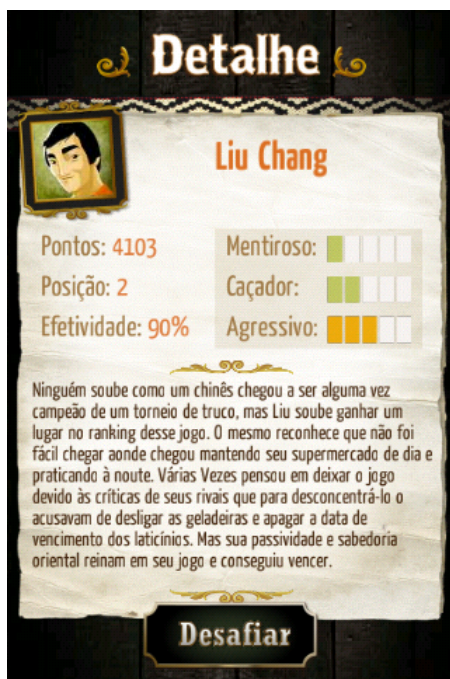 Detalhe
Liu Chang
Pontos: 4103
Mentiroso:
Posição: 2
Caçador:
Efetividade: 90%
Agressivo:
Ninguém soube como um chinês chegou a ser alguma vez
campeão de um torneio de truco, mas Liu soube ganhar um
lugar no ranking desse jogo. O mesmo reconhece que não foi
fácil chegar aonde chegou mantendo seu supermercado de dia e
praticando à noute. Várias Vezes pensou em deixar o jogo
devido às críticas de seus rivais que para desconcentrá-lo o
acusavam de desligar as geladeiras e apagar a data de
vencimento dos laticínios. Mas sua passividade e sabedoria
oriental reinam em seu jogo e conseguiu vencer.
Desafiar